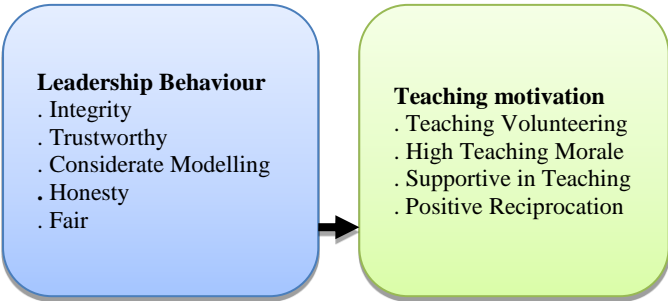 Leadership Behaviour
. Integrity
. Trustworthy
. Considerate Modelling
. Honesty
. Fair
Teaching motivation
. Teaching Volunteering
. High Teaching Morale
. Supportive in Teaching
. Positive Reciprocation